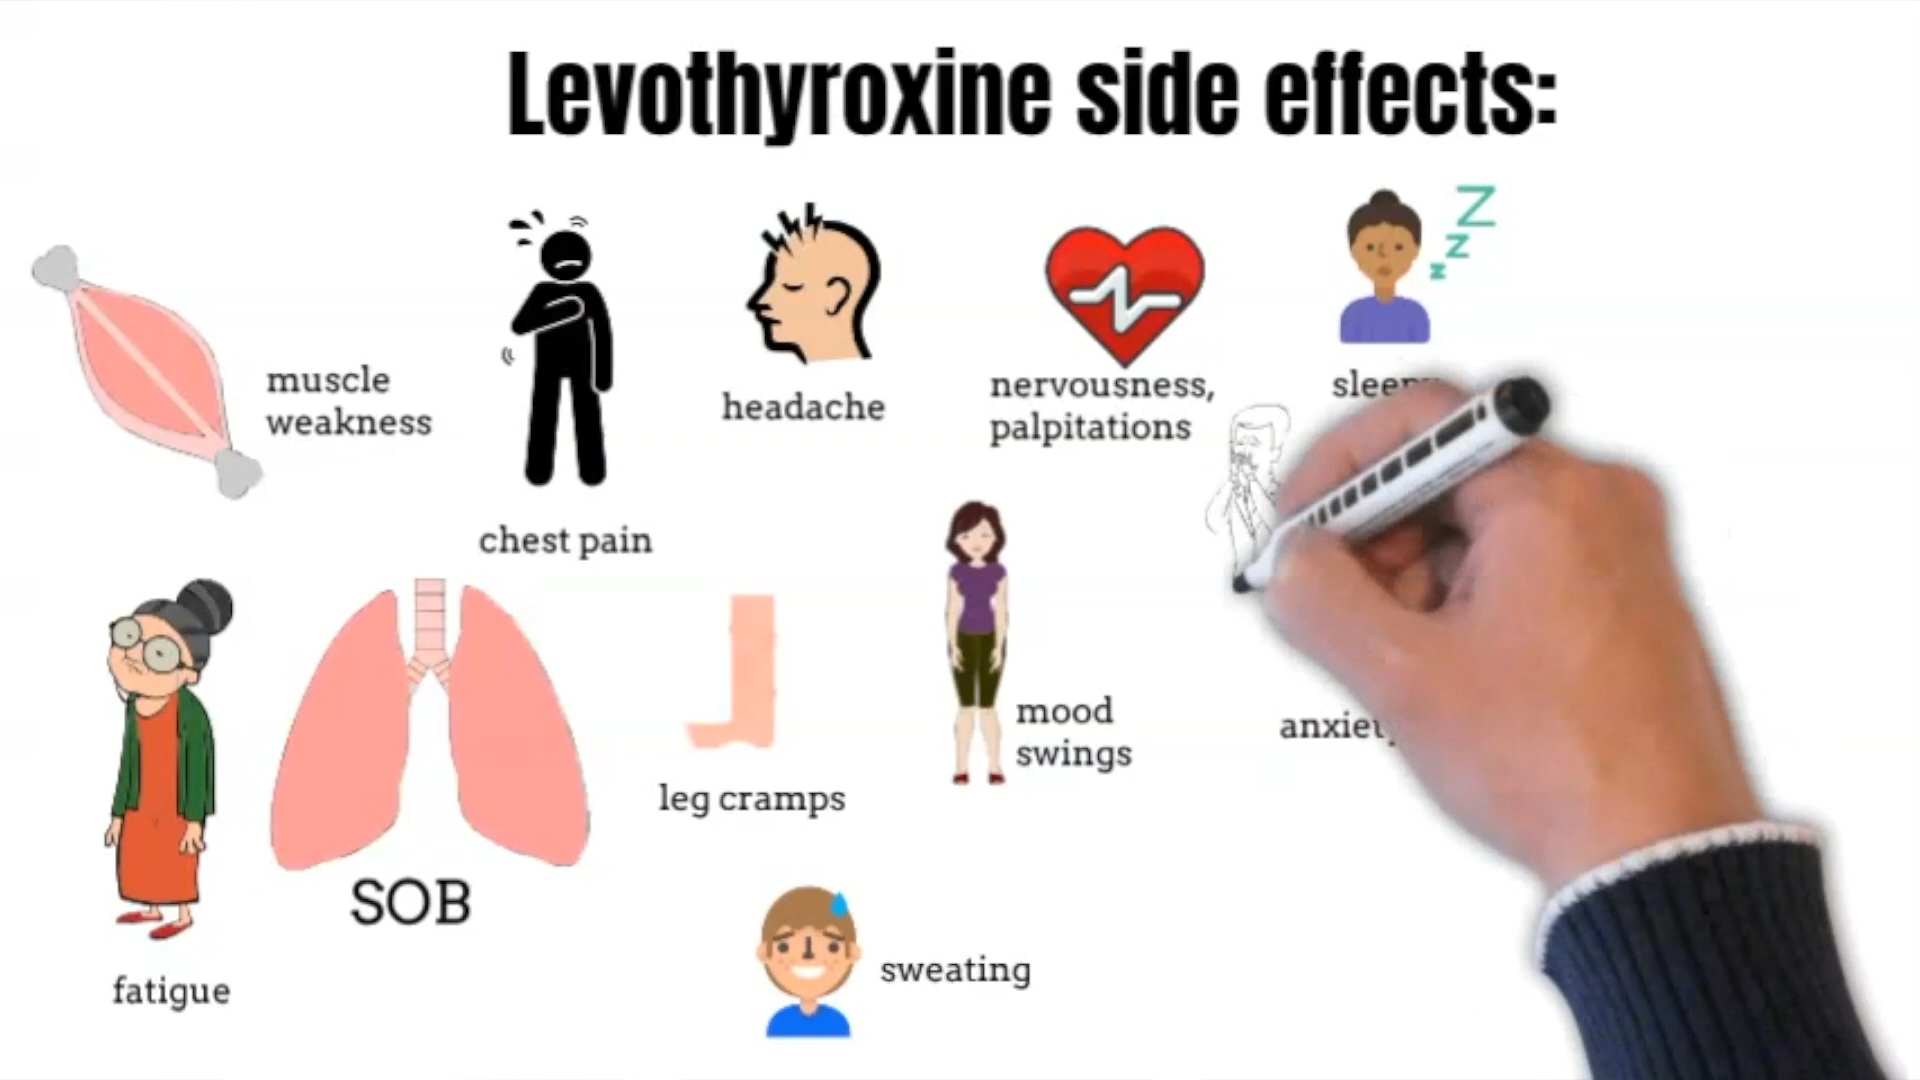 Levothyroxine side effects:
muscle
weakness
chest pain
headache
nervousness,
palpitations
fatigue
SOB
leg cramps
mood
swings
sweating